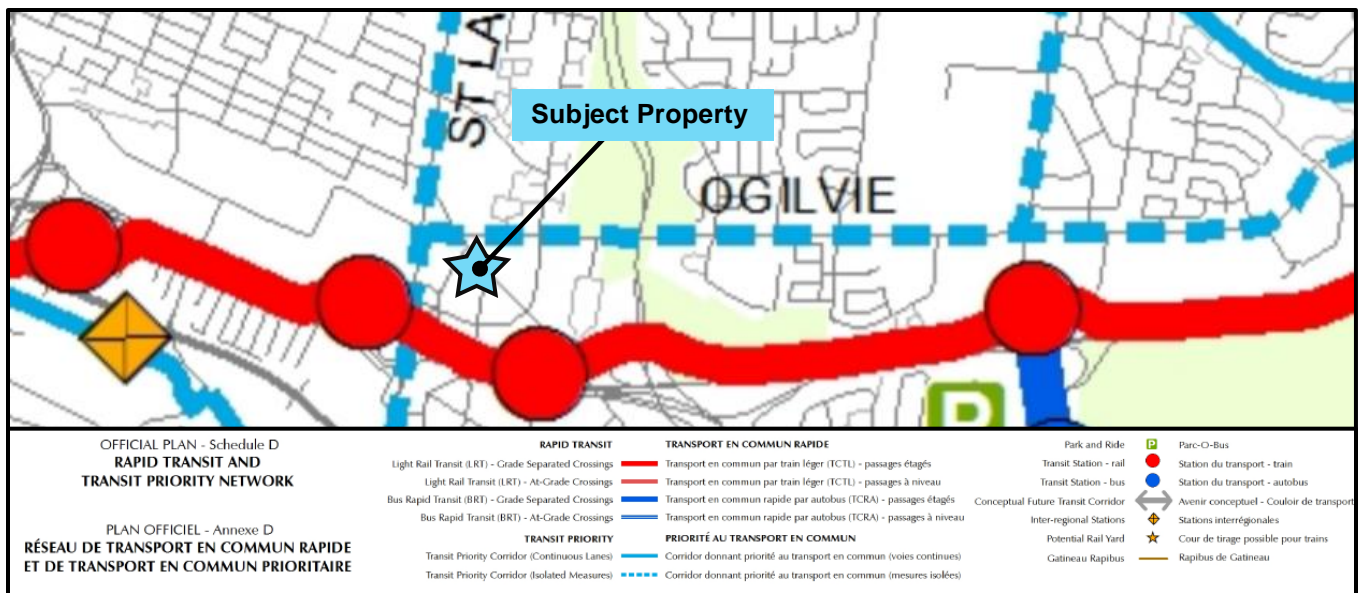 ST LA
Subject Property
OGILVIE
P
OFFICIAL PLAN - Schedule D
RAPID TRANSIT AND
TRANSIT PRIORITY NETWORK
PLAN OFFICIEL - Annexe D
RÉSEAU DE TRANSPORT EN COMMUN RAPIDE
ET DE TRANSPORT EN COMMUN PRIORITAIRE
RAPID TRANSIT TRANSPORT EN COMMUN RAPIDE
Light Rail Transit (LRT) - Grade Separated Crossings Transport en commun par train léger (TCTL) - passages étagés
Light Rail Transit (LRT) - At-Grade Crossings Transport en commun par train léger (TCTL) - passages à niveau
Bus Rapid Transit (BRT) - Grade Separated Crossings Transport en commun rapide par autobus (TCRA) - passages étagés
Bus Rapid Transit (BRT) - At-Grade Crossings Transport en commun rapide par autobus (TCRA) - passages à niveau
TRANSIT PRIORITY PRIORITÉ AU TRANSPORT EN COMMUN
Transit Priority Corridor (Continuous Lanes) Corridor donnant priorité au transport en commun (voies continues)
Transit Priority Corridor (Isolated Measures) Corridor donnant priorité au transport en commun (mesures isolées)
Park and Ride P Parc-O-Bus
Transit Station - rail Station du transport - train
Transit Station - bus Station du transport - autobus
Conceptual Future Transit Corridor Avenir conceptuel - Couloir de transport
Inter-regional Stations Stations interrégionales
Potential Rail Yard Cour de tirage possible pour trains
Gatineau Rapibus Rapibus de Gatineau